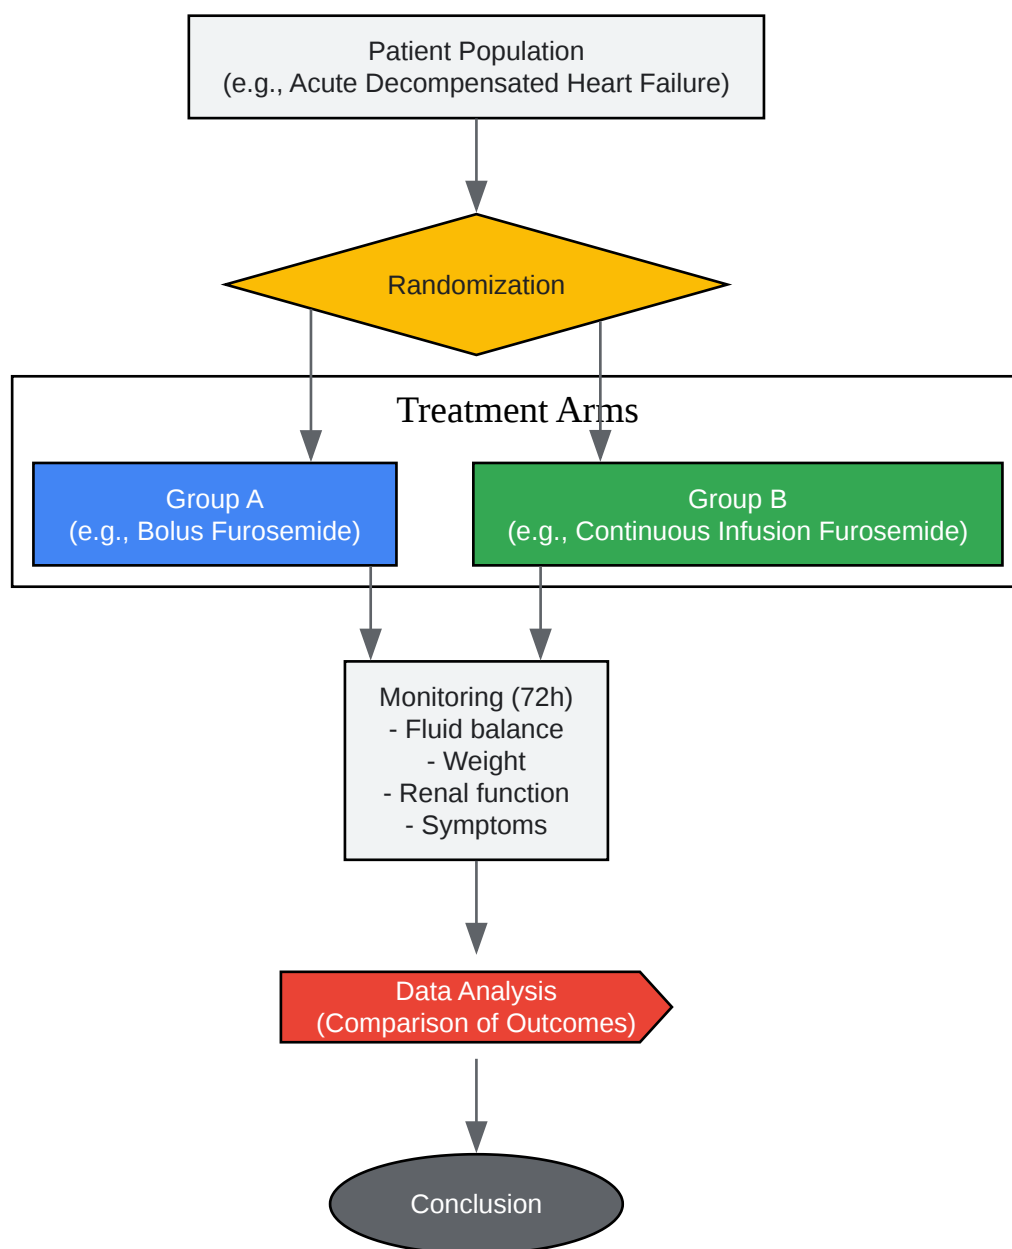 Patient Population
(e.g., Acute Decompensated Heart Failure)
Randomization
Treatment Arms
Group A
(e.g., Bolus Furosemide)
Group B
(e.g., Continuous Infusion Furosemide)
Monitoring (72h)
- Fluid balance
- Weight
- Renal function
- Symptoms
Data Analysis
(Comparison of Outcomes)
Conclusion